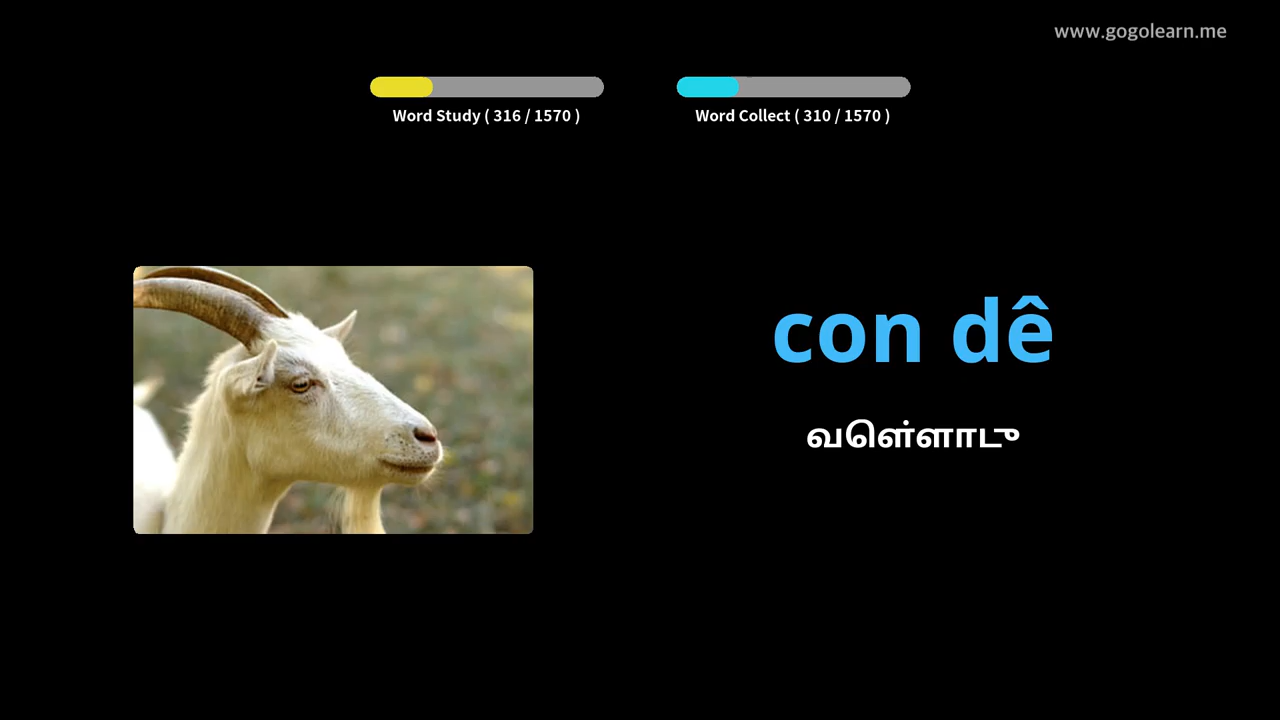 www.gogolearn.me
Word Study ( 316 / 1570 )
Word Collect ( 310 / 1570 )
con dê
வெள்ளாடு